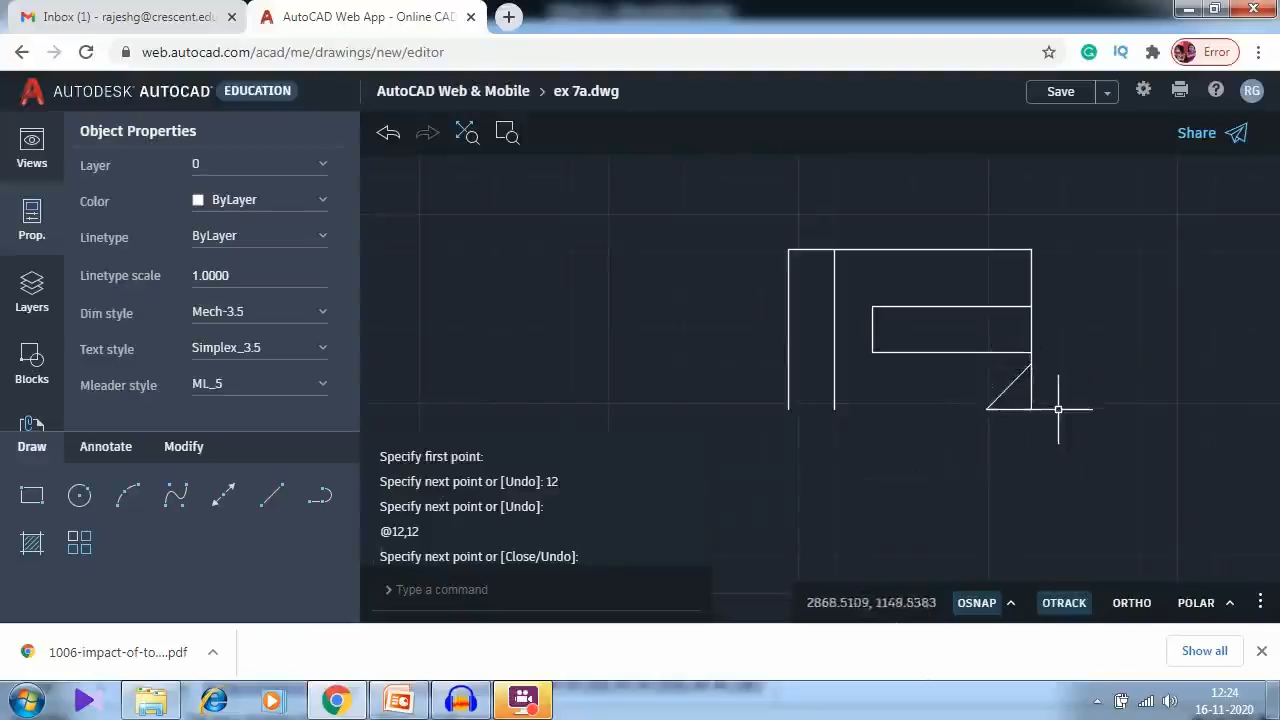 Inbox (1) - rajeshg@crescent.edu
AutoCAD Web App - Online CAD
web.autocad.com/acad/me/drawings/new/editor
IQ
Error
AUTODESK AUTOCAD EDUCATION
AutoCAD Web & Mobile > ex 7a.dwg
Save
RG
Views
Prop.
Layers
Blocks
Object Properties
Layer 0
Color ByLayer
Linetype ByLayer
Linetype scale 1.0000
Dim style Mech-3.5
Text style Simplex_3.5
Mleader style ML_5
Share
Draw Annotate Modify
Specify first point:
Specify next point or [Undo]: 12
Specify next point or [Undo]:
@12,12
Specify next point or [Close/Undo]:
Type a command
OSNAP OTRACK ORTHO POLAR
1006-impact-of-to....pdf
Show all
12:24
16-11-2020